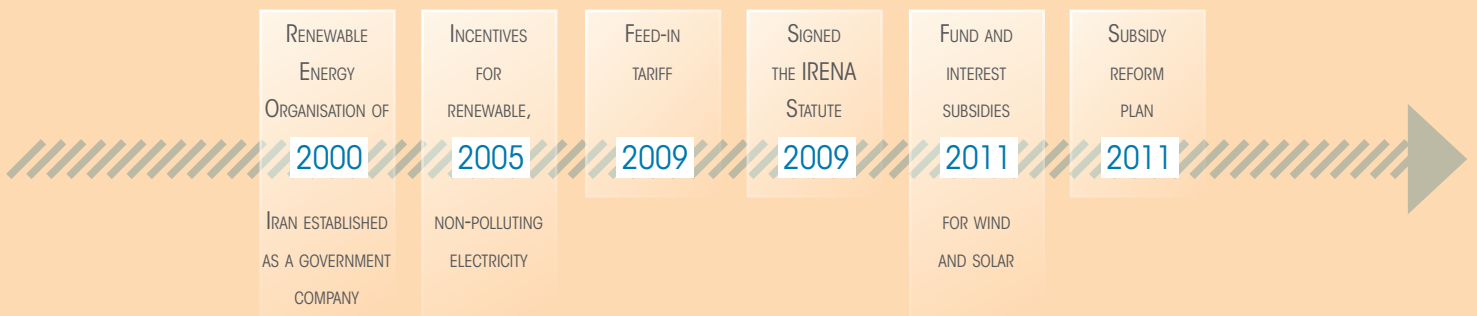 Renewable
Energy
Organisation of
2000
Iran established
as a government
company
Incentives
for
renewable,
2005
non-polluting
electricity
Feed-in
tariff
2009
Signed
the IRENA
Statute
2009
Fund and
interest
subsidies
2011
for wind
and solar
Subsidy
reform
plan
2011